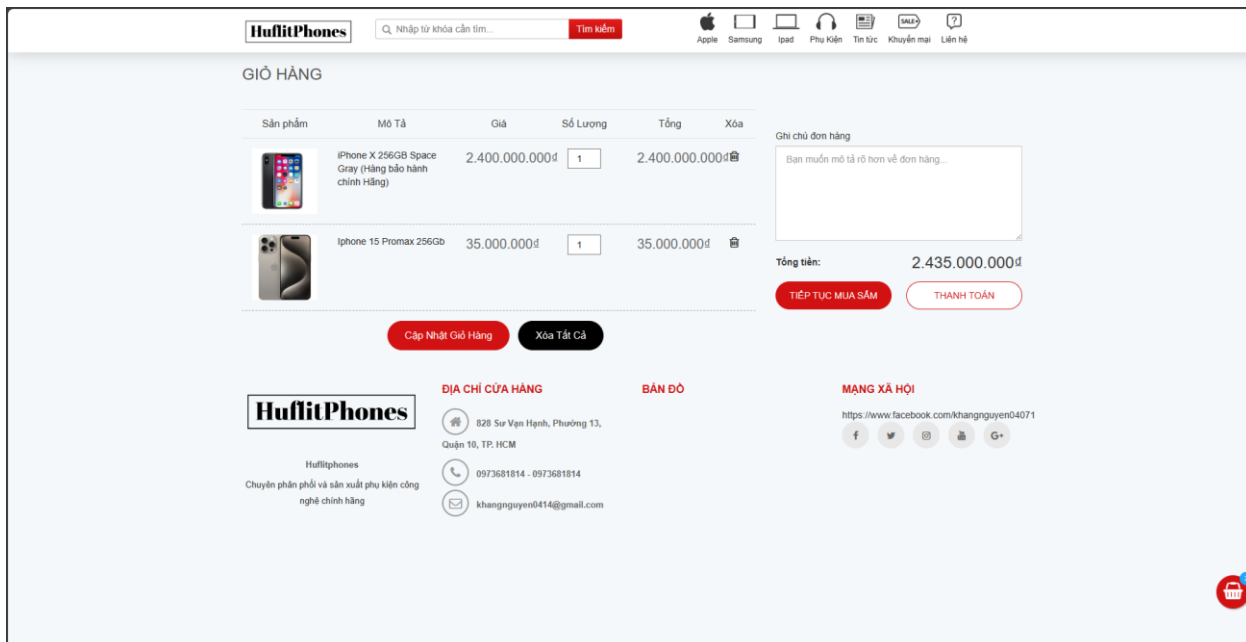 HuflitPhones
Nhập từ khóa cần tìm...
Tìm kiếm
Apple
Samsung
Ipad
Phụ Kiện
Tin tức
SALE
Khuyến mại
Liên hệ
GIỎ HÀNG
Sản phẩm Mô Tả Giá Số Lượng Tổng Xóa
iPhone X 256GB Space
Gray (Hàng bảo hành
chính Hãng)
2.400.000.000₫ 1 2.400.000.000₫
Iphone 15 Promax 256Gb 35.000.000₫ 1 35.000.000₫
Cập Nhật Giỏ Hàng Xóa Tất Cả
Ghi chú đơn hàng
Bạn muốn mô tả rõ hơn về đơn hàng...
Tổng tiền: 2.435.000.000₫
TIẾP TỤC MUA SẮM THANH TOÁN
HuflitPhones
Huflitphones
Chuyên phân phối và sản xuất phụ kiện công
nghệ chính hãng
ĐỊA CHỈ CỬA HÀNG
828 Sư Vạn Hạnh, Phường 13,
Quận 10, TP. HCM
0973681814 - 0973681814
khangnguyen0414@gmail.com
BẢN ĐỒ
MẠNG XÃ HỘI
https://www.facebook.com/khangnguyen04071
G+